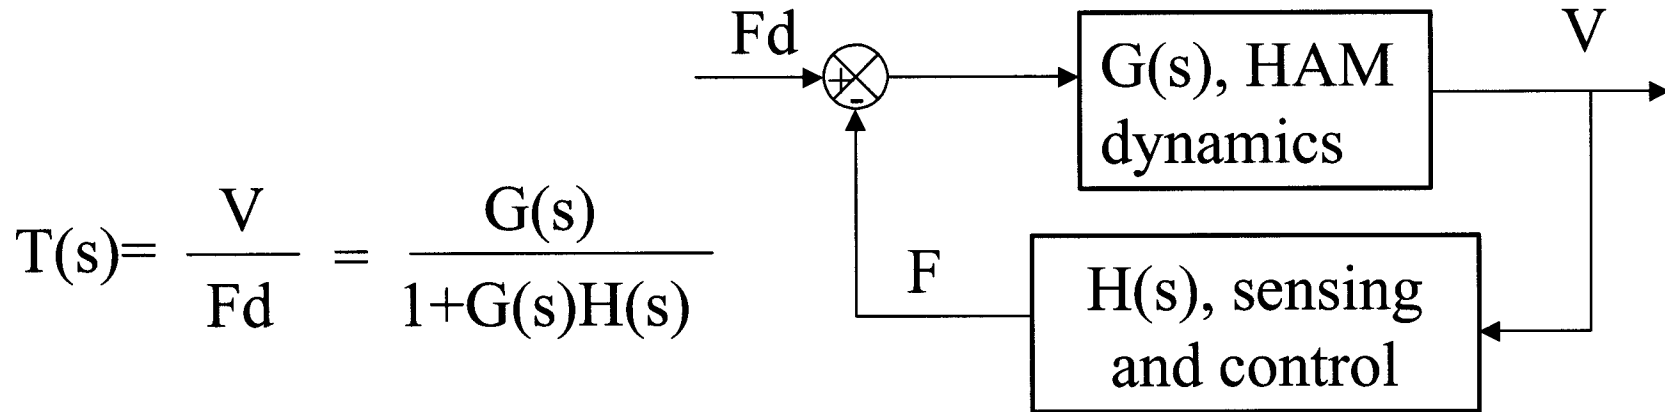 Fd
+
-
G(s), HAM
dynamics
V
T(s)= V/Fd = G(s)/1+G(s)H(s)
F
H(s), sensing
and control